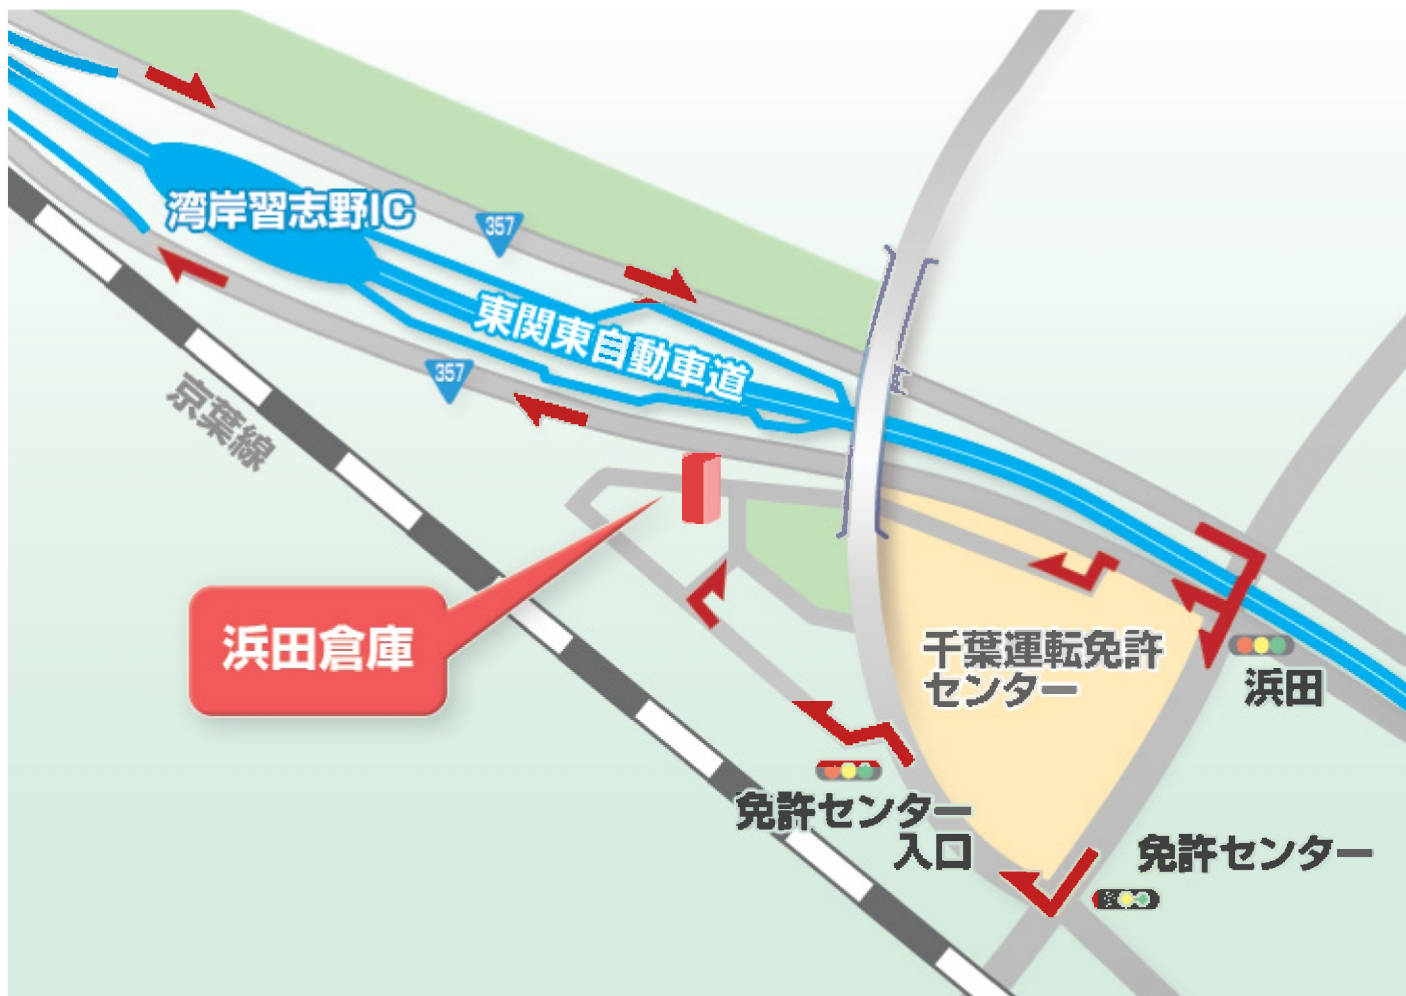 湾岸習志野IC
357
東関東自動車道
357
京葉線
浜田倉庫
千葉運転免許
センター
浜田
免許センター
入口
免許センター